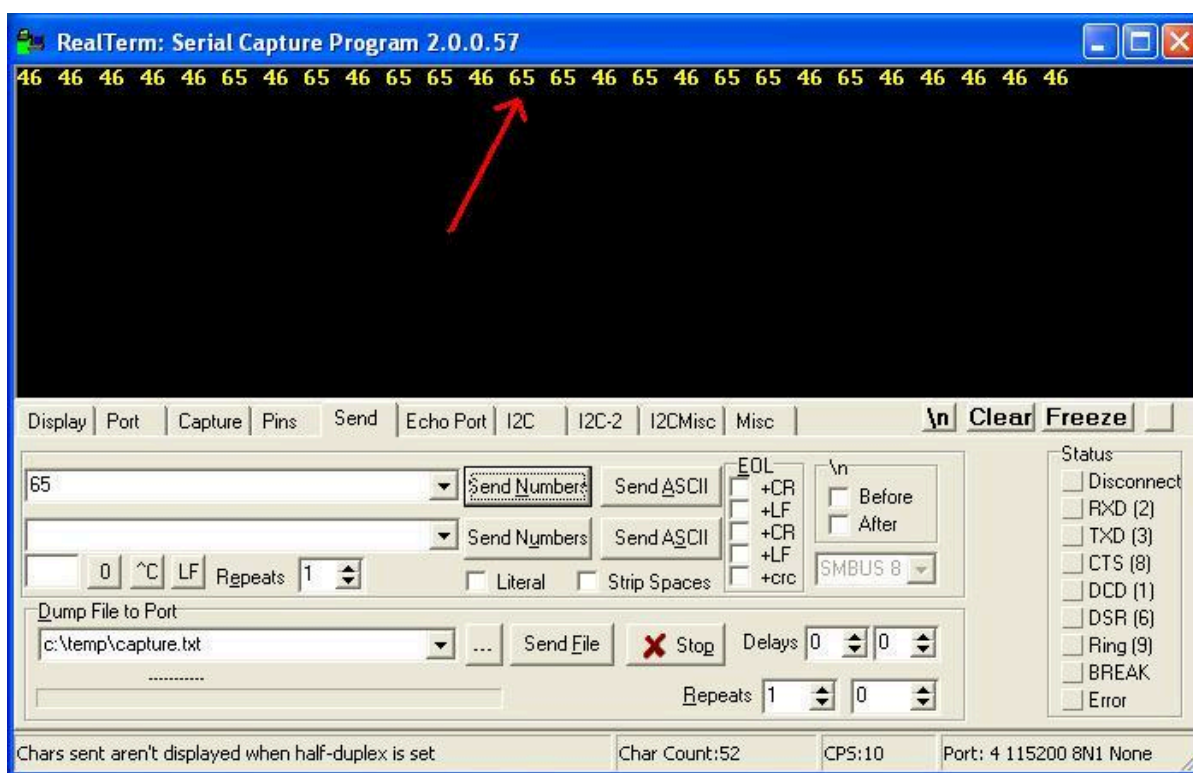 RealTerm: Serial Capture Program 2.0.0.57
46 46 46 46 46 65 46 65 46 65 65 46 65 65 46 65 46 65 65 46 65 46 46 46 46 46
Display Port Capture Pins Send Echo Port I2C I2C-2 I2CMisc Misc \n Clear Freeze
Status
65 Send Numbers Send ASCII
EOL
+CR
+LF
+CR
+LF
+crc
\n
Before
After
Send Numbers Send ASCII
0 ^C LF Repeats 1 Literal Strip Spaces
SMBUS 8
Disconnect
RXD (2)
TXD (3)
CTS (8)
DCD (1)
DSR (6)
Ring (9)
BREAK
Error
Dump File to Port
c:\temp\capture.txt ... Send File Stop Delays 0 0
Repeats 1 0
Chars sent aren't displayed when half-duplex is set Char Count:52 CPS:10 Port: 4 115200 8N1 None